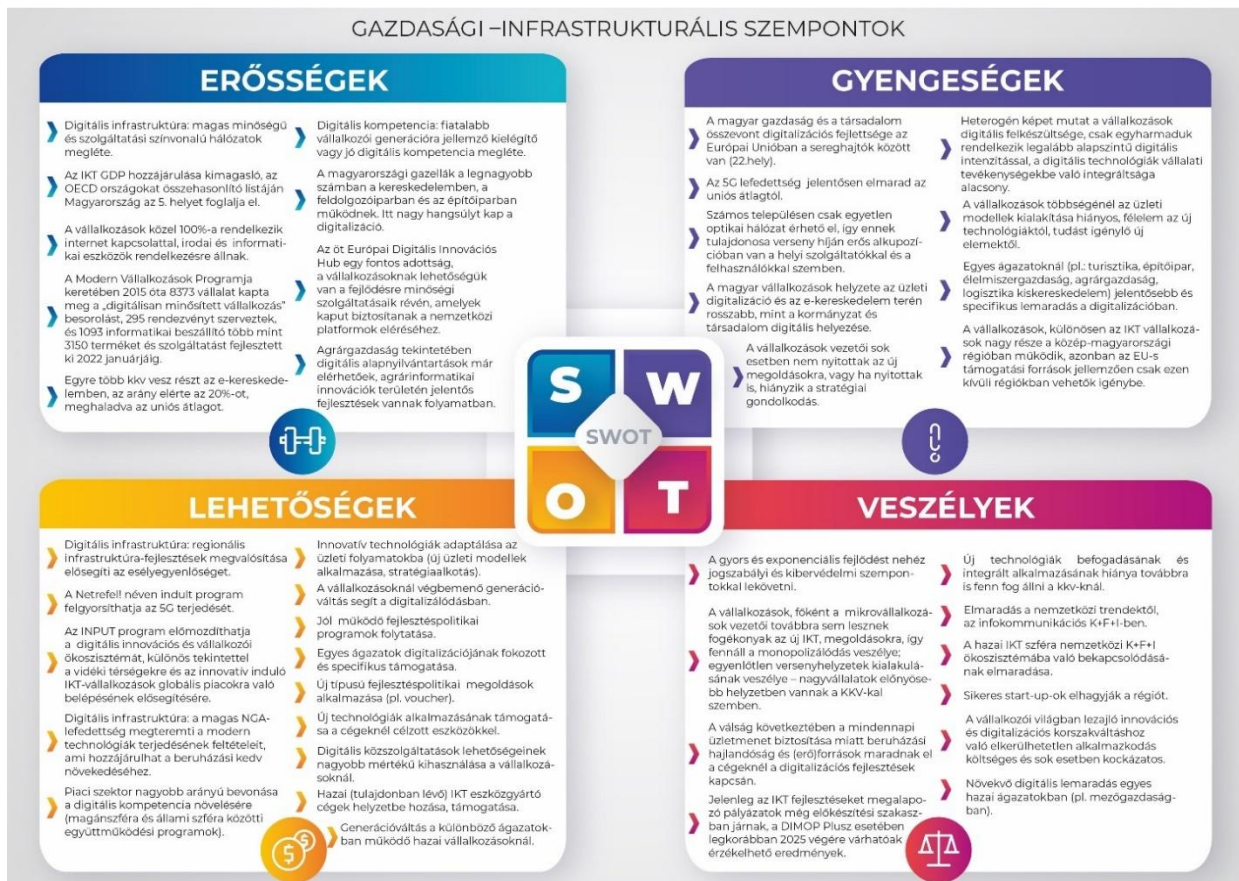 GAZDASÁGI –INFRASTRUKTURÁLIS SZEMPONTOK
ERŐSSÉGEK
Digitális infrastruktúra: magas minőségű
és szolgáltatási színvonalú hálózatok
megléte.
Az IKT GDP hozzájárulása kimagasló, az
OECD országokat összehasonlító listáján
Magyarország az 5. helyet foglalja el.
A vállalkozások közel 100%-a rendelkezik
internet kapcsolattal, irodai és informati-
kai eszközök rendelkezésre állnak.
A Modern Vállalkozások Programja
keretében 2015 óta 8373 vállalat kapta
meg a „digitálisan minősített vállalkozás"
besorolást, 295 rendezvényt szerveztek,
és 1093 informatikai beszállító több mint
3150 terméket és szolgáltatást fejlesztett
ki 2022 januárjáig.
Egyre több kkv vesz részt az e-kereskede-
lemben, az arány elérte az 20%-ot,
meghaladva az uniós átlagot.
Digitális kompetencia: fiatalabb
vállalkozói generációra jellemző kielégítő
vagy jó digitális kompetencia megléte.
A magyarországi gazellák a legnagyobb
számban a kereskedelemben, a
feldolgozóiparban és az építőiparban
működnek. Itt nagy hangsúlyt kap a
digitalizáció.
Az öt Európai Digitális Innovációs
Hub egy fontos adottság,
a vállalkozásoknak lehetőségük
van a fejlődésre minőségi
szolgáltatásaik révén, amelyek
kaput biztosítanak a nemzetközi
platformok eléréséhez.
Agrárgazdaság tekintetében
digitális alapnyilvántartások már
elérhetőek, agrárinformatikai
innovációk területén jelentős
fejlesztések vannak folyamatban.
GYENGESÉGEK
A magyar gazdaság és a társadalom
összevont digitalizációs fejlettsége az
Európai Unióban a sereghajtók között
van (22.hely).
Az 5G lefedettség jelentősen elmarad az
uniós átlagtól.
Számos településen csak egyetlen
optikai hálózat érhető el, így ennek
tulajdonosa verseny híján erős alkupozí-
cióban van a helyi szolgáltatókkal és a
felhasználókkal szemben.
A magyar vállalkozások helyzete az üzleti
digitalizáció és az e-kereskedelem terén
rosszabb, mint a kormányzat és
társadalom digitális helyezése.
A vállalkozások vezetői sok
esetben nem nyitottak az új
megoldásokra, vagy ha nyitottak
is, hiányzik a stratégiai
gondolkodás.
Heterogén képet mutat a vállalkozások
digitális felkészültsége, csak egyharmaduk
rendelkezik legalább alapszintű digitális
intenzitással, a digitális technológiák vállalati
tevékenységekbe való integráltsága
alacsony.
A vállalkozások többségénél az üzleti
modellek kialakítása hiányos, félelem az új
technológiáktól, tudást igénylő új
elemektől.
Egyes ágazatoknál (pl.: turisztika, építőipar,
élelmiszergazdaság, agrárgazdaság,
logisztika kiskereskedelem) jelentősebb és
specifikus lemaradás a digitalizációban.
A vállalkozások, különösen az IKT vállalkozá-
sok nagy része a közép-magyarországi
régióban működik, azonban az EU-s
támogatási források jellemzően csak ezen
kívüli régiókban vehetők igénybe.
S
W
SWOT
O
T
LEHETŐSÉGEK
Digitális infrastruktúra: regionális
infrastruktúra-fejlesztések megvalósítása
elősegíti az esélyegyenlőséget.
A Netrefel! néven indult program
felgyorsíthatja az 5G terjedését.
Az INPUT program előmozdíthatja
a digitális innovációs és vállalkozói
ökoszisztémát, különös tekintettel
a vidéki térségekre és az innovatív induló
IKT-vállalkozások globális piacokra való
belépésének elősegítésére.
Digitális infrastruktúra: a magas NGA-
lefedettség megteremti a modern
technológiák terjedésének feltételeit,
ami hozzájárulhat a beruházási kedv
növekedéséhez.
Piaci szektor nagyobb arányú bevonása
a digitális kompetencia növelésére
(magánszféra és állami szféra közötti
együttműködési programok).
Innovatív technológiák adaptálása az
üzleti folyamatokba (új üzleti modellek
alkalmazása, stratégiaalkotás).
A vállalkozásoknál végbemenő generáció-
váltás segít a digitalizálódásban.
Jól működő fejlesztéspolitikai
programok folytatása.
Egyes ágazatok digitalizációjának fokozott
és specifikus támogatása.
Új típusú fejlesztéspolitikai megoldások
alkalmazása (pl. voucher).
Új technológiák alkalmazásának támogatá-
sa a cégeknél célzott eszközökkel.
Digitális közszolgáltatások lehetőségeinek
nagyobb mértékű kihasználása a vállalkozá-
soknál.
Hazai (tulajdonban lévő) IKT eszközgyártó
cégek helyzetbe hozása, támogatása.
Generációváltás a különböző ágazatok-
ban működő hazai vállalkozásoknál.
VESZÉLYEK
A gyors és exponenciális fejlődést nehéz
jogszabályi és kibervédelmi szempon-
tokkal lekövetni.
A vállalkozások, főként a mikrovállalkozá-
sok vezetői továbbra sem lesznek
fogékonyak az új IKT, megoldásokra, így
fennáll a monopolizálódás veszélye;
egyenlőtlen versenyhelyzetek kialakulá-
sának veszélye – nagyvállalatok előnyöse-
bb helyzetben vannak a KKV-kal
szemben.
A válság következtében a mindennapi
üzletmenet biztosítása miatt beruházási
hajlandóság és (erő)források maradnak el
a cégeknél a digitalizációs fejlesztések
kapcsán.
Jelenleg az IKT fejlesztéseket megalapo-
zó pályázatok még előkészítési szakasz-
ban járnak, a DIMOP Plusz esetében
legkorábban 2025 végére várhatóak
érzékelhető eredmények.
Új technológiák befogadásának és
integrált alkalmazásának hiánya továbbra
is fenn fog állni a kkv-knál.
Elmaradás a nemzetközi trendektől,
az infokommunikációs K+F+I-ben.
A hazai IKT szféra nemzetközi K+F+I
ökoszisztémába való bekapcsolódásá-
nak elmaradása.
Sikeres start-up-ok elhagyják a régiót.
A vállalkozói világban lezajló innovációs
és digitalizációs korszakváltáshoz
való elkerülhetetlen alkalmazkodás
költséges és sok esetben kockázatos.
Növekvő digitális lemaradás egyes
hazai ágazatokban (pl. mezőgazdaság-
ban).